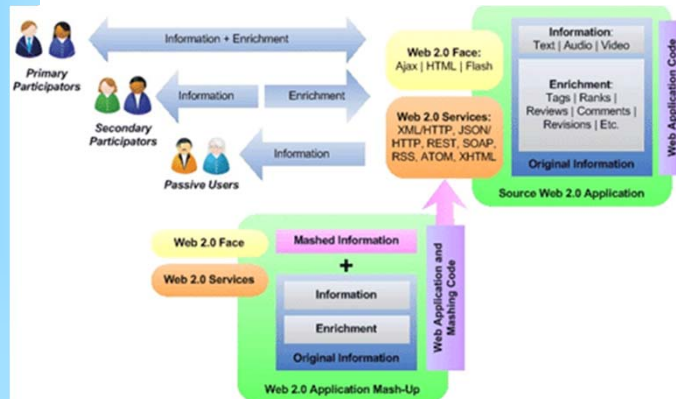 Information + Enrichment
Primary
Participators
Information
Enrichment
Secondary
Participators
Information
Passive Users
Web 2.0 Face:
Ajax | HTML | Flash
Web 2.0 Services:
XML/HTTP, JSON/
HTTP, REST, SOAP,
RSS, ATOM, XHTML
Information:
Text | Audio | Video
Enrichment:
Tags | Ranks |
Reviews | Comments |
Revisions | Etc.
Original Information
Source Web 2.0 Application
Web Application Code
Web 2.0 Face
Web 2.0 Services
Mashed Information
+
Information
Enrichment
Original Information
Web Application and
Mashing Code
Web 2.0 Application Mash-Up